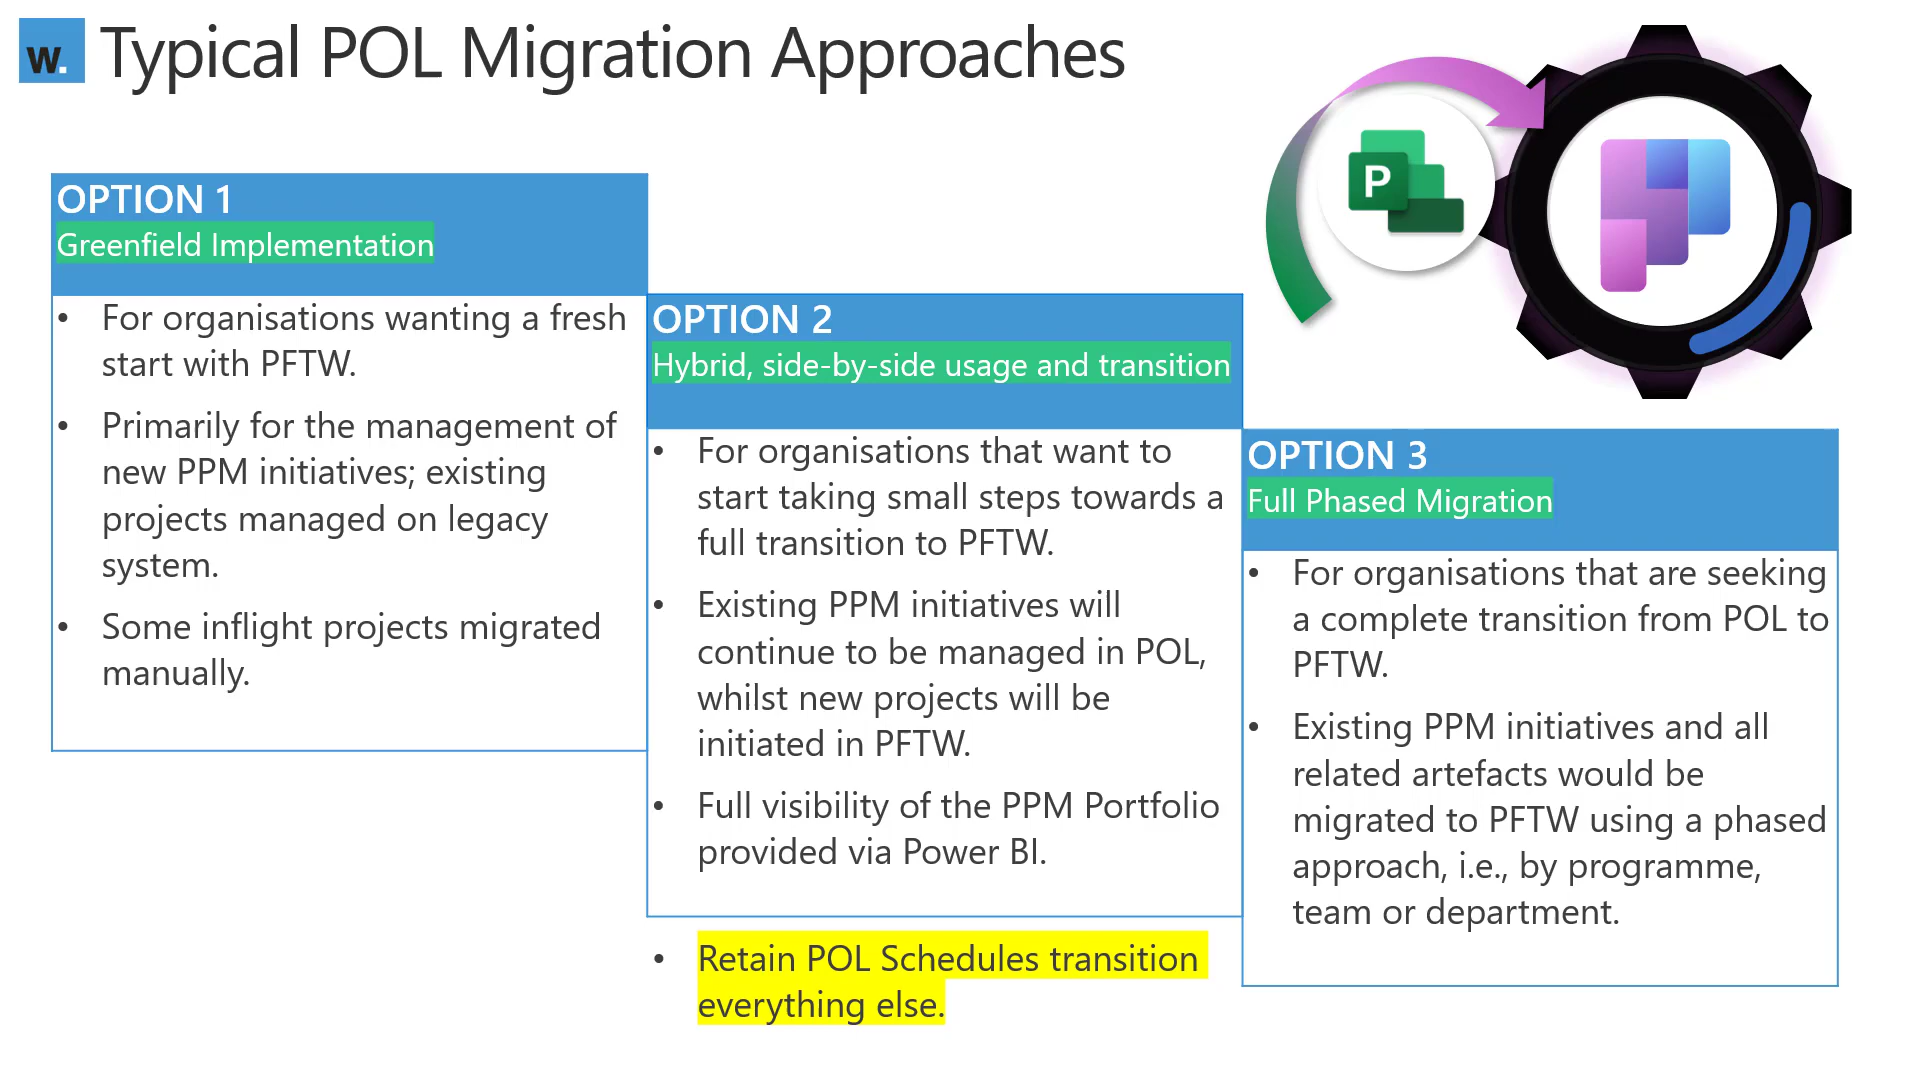 w. Typical POL Migration Approaches
OPTION 1
Greenfield Implementation
• For organisations wanting a fresh
start with PFTW.
• Primarily for the management of
new PPM initiatives; existing
projects managed on legacy
system.
• Some inflight projects migrated
manually.
OPTION 2
Hybrid, side-by-side usage and transition
• For organisations that want to
start taking small steps towards a
full transition to PFTW.
• Existing PPM initiatives will
continue to be managed in POL,
whilst new projects will be
initiated in PFTW.
• Full visibility of the PPM Portfolio
provided via Power BI.
• Retain POL Schedules transition
everything else.
P
OPTION 3
Full Phased Migration
• For organisations that are seeking
a complete transition from POL to
PFTW.
• Existing PPM initiatives and all
related artefacts would be
migrated to PFTW using a phased
approach, i.e., by programme,
team or department.